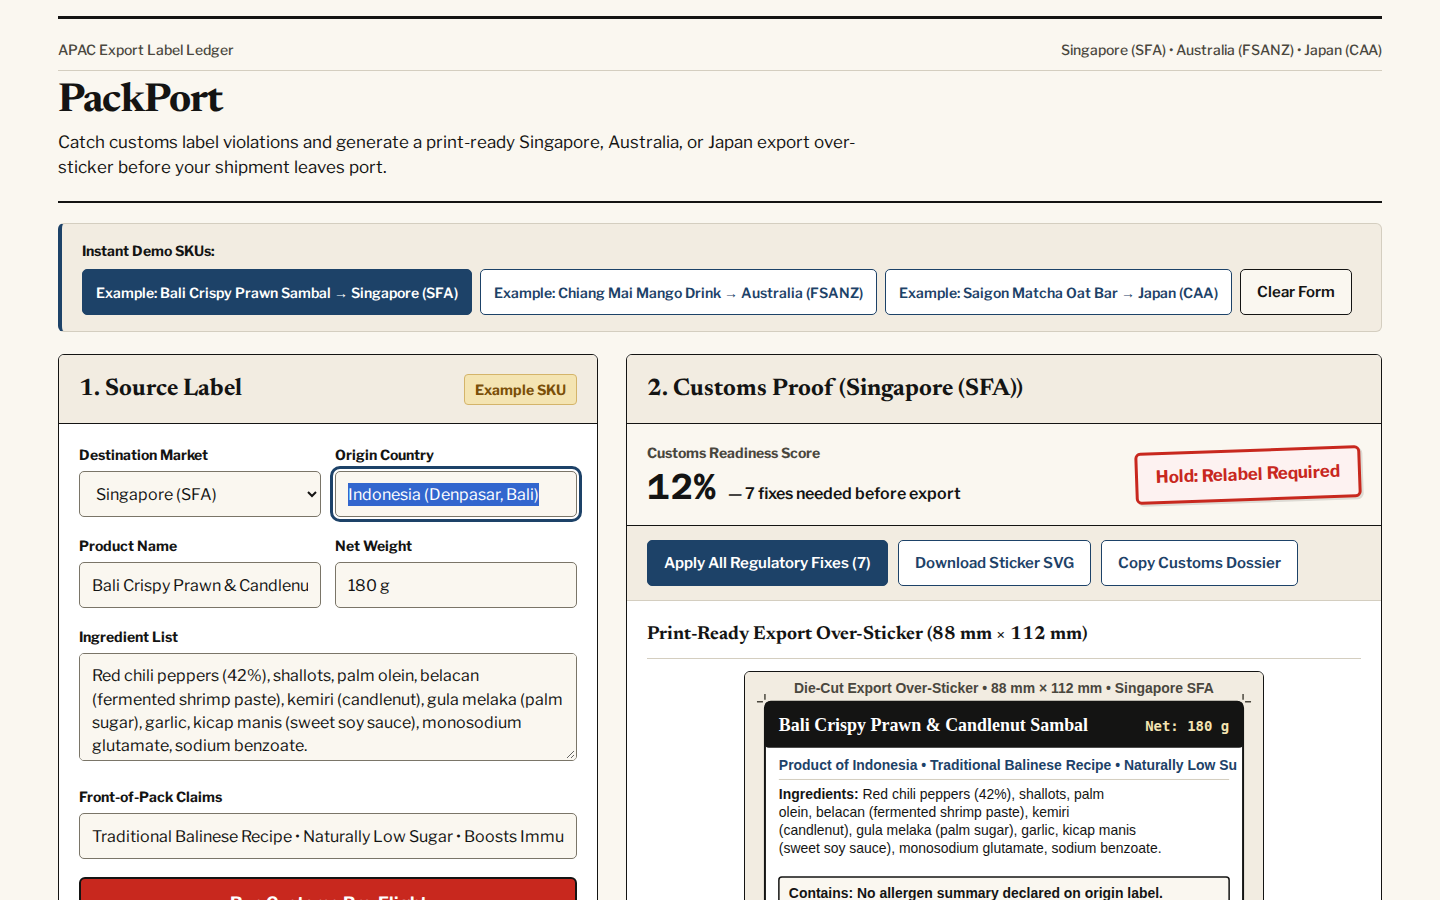 APAC Export Label Ledger
Singapore (SFA) • Australia (FSANZ) • Japan (CAA)
PackPort
Catch customs label violations and generate a print-ready Singapore, Australia, or Japan export over-
sticker before your shipment leaves port.
Instant Demo SKUs:
Example: Bali Crispy Prawn Sambal → Singapore (SFA)
Example: Chiang Mai Mango Drink → Australia (FSANZ)
Example: Saigon Matcha Oat Bar → Japan (CAA)
Clear Form
1. Source Label
Example SKU
Destination Market
Origin Country
Singapore (SFA)
Indonesia (Denpasar, Bali)
Product Name
Net Weight
Bali Crispy Prawn & Candlenu
180 g
Ingredient List
Red chili peppers (42%), shallots, palm olein, belacan
(fermented shrimp paste), kemiri (candlenut), gula melaka (palm
sugar), garlic, kicap manis (sweet soy sauce), monosodium
glutamate, sodium benzoate.
Front-of-Pack Claims
Traditional Balinese Recipe • Naturally Low Sugar • Boosts Immu
2. Customs Proof (Singapore (SFA))
Customs Readiness Score
12% — 7 fixes needed before export
Hold: Relabel Required
Apply All Regulatory Fixes (7)
Download Sticker SVG
Copy Customs Dossier
Print-Ready Export Over-Sticker (88 mm × 112 mm)
Die-Cut Export Over-Sticker • 88 mm × 112 mm • Singapore SFA
Bali Crispy Prawn & Candlenut Sambal
Net: 180 g
Product of Indonesia • Traditional Balinese Recipe • Naturally Low Su
Ingredients: Red chili peppers (42%), shallots, palm
olein, belacan (fermented shrimp paste), kemiri
(candlenut), gula melaka (palm sugar), garlic, kicap manis
(sweet soy sauce), monosodium glutamate, sodium benzoate.
Contains: No allergen summary declared on origin label.